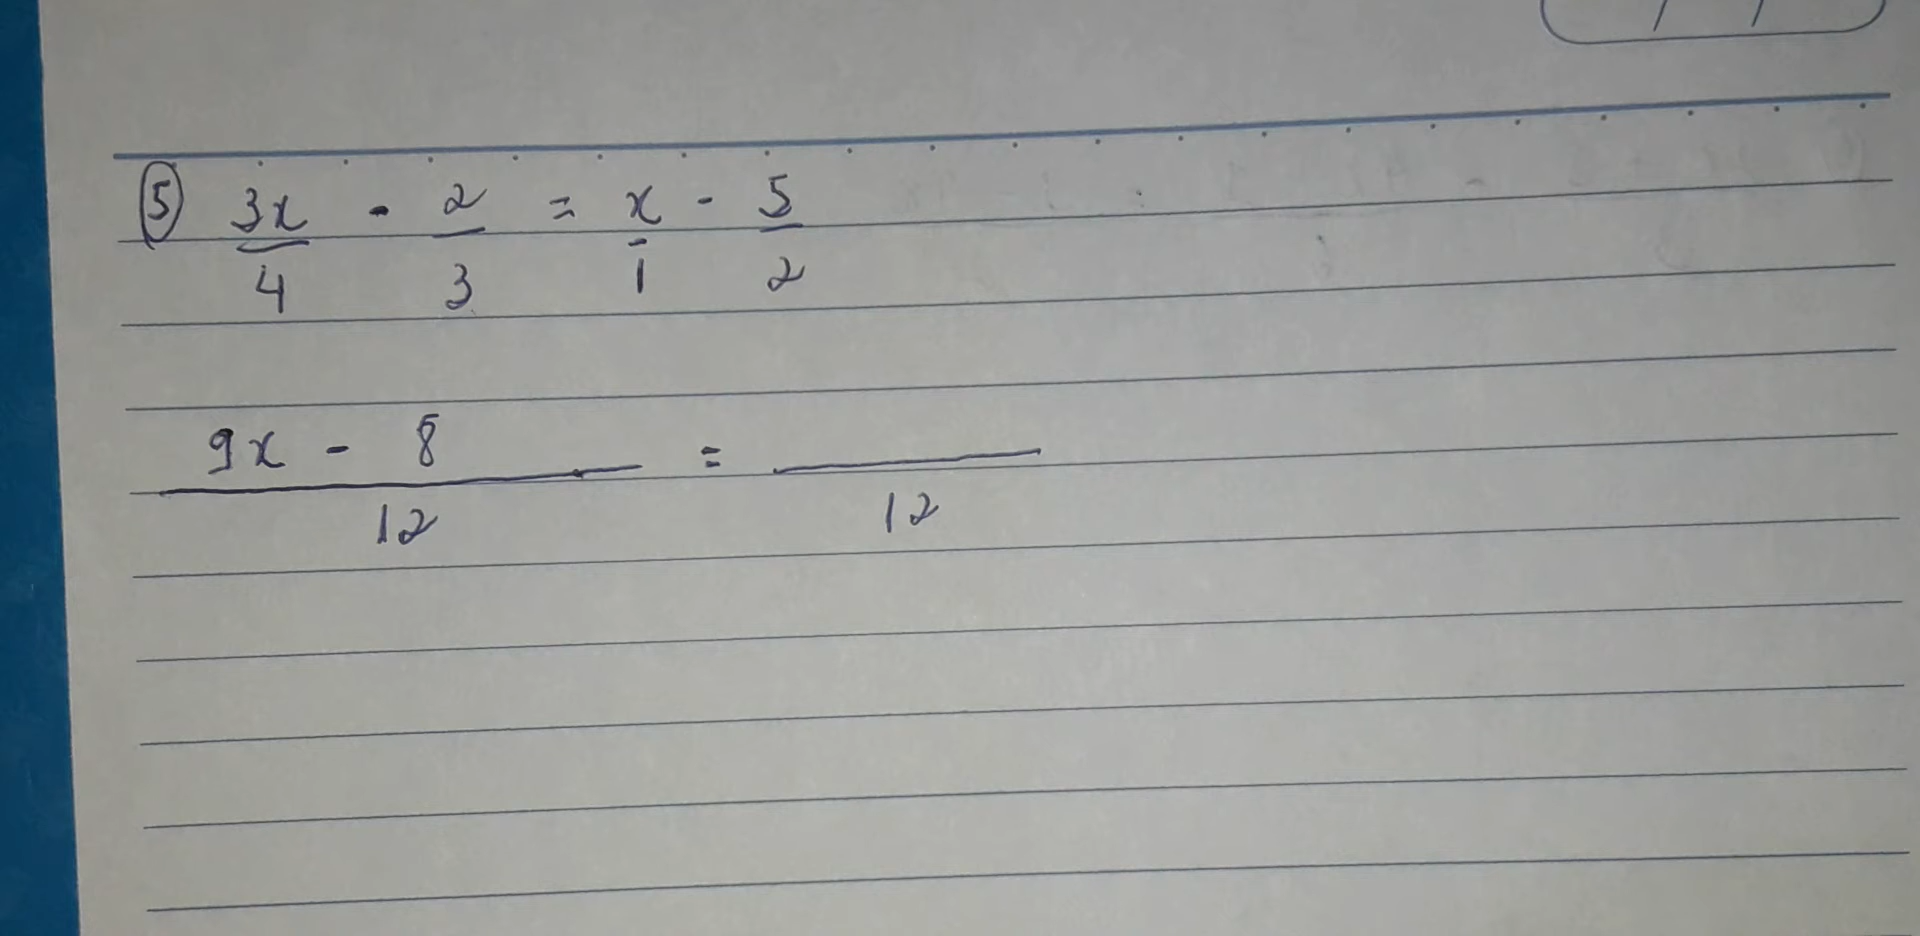 ⑤ 3x/4 - 2/3 = x/1 - 5/2
9x - 8/12 = /12